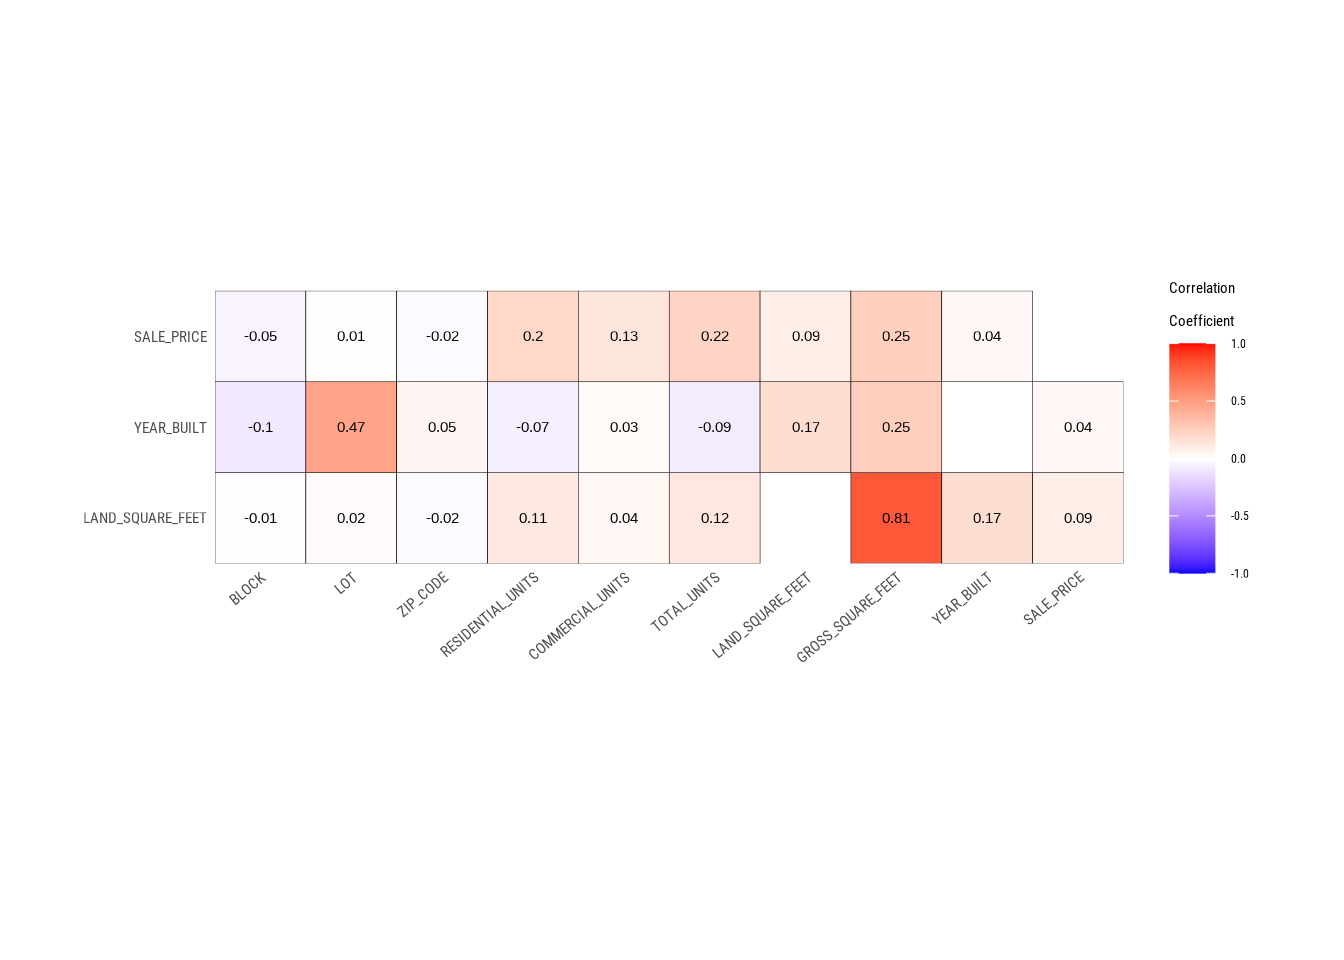 Correlation
Coefficient
1.0
0.5
0.0
-0.5
-1.0
SALE_PRICE -0.05 0.01 -0.02 0.2 0.13 0.22 0.09 0.25 0.04
YEAR_BUILT -0.1 0.47 0.05 -0.07 0.03 -0.09 0.17 0.25 0.04
LAND_SQUARE_FEET -0.01 0.02 -0.02 0.11 0.04 0.12 0.81 0.17 0.09
BLOCK LOT ZIP_CODE RESIDENTIAL_UNITS COMMERCIAL_UNITS TOTAL_UNITS LAND_SQUARE_FEET GROSS_SQUARE_FEET YEAR_BUILT SALE_PRICE